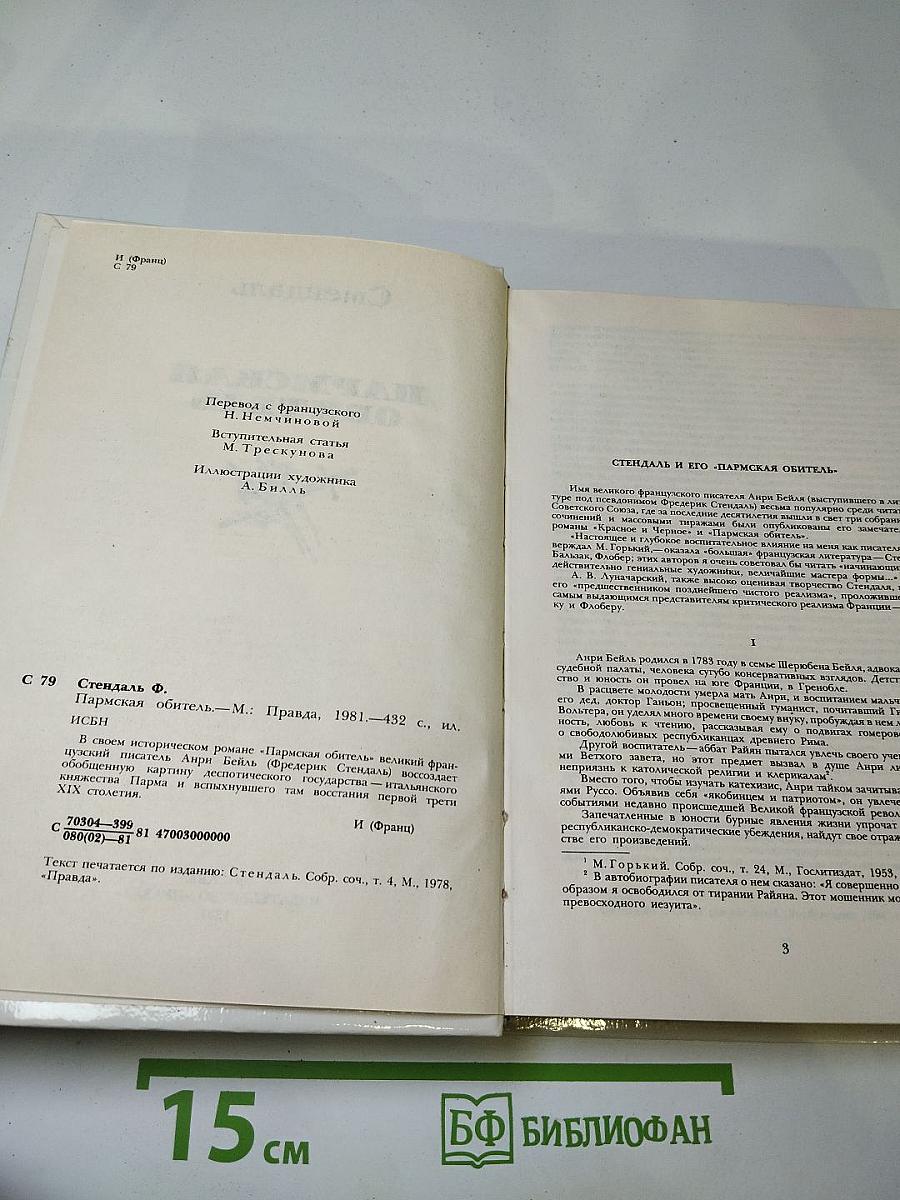 И (Франц)
С 79
Перевод с французского
Н. Немчиновой
Вступительная статья
М. Трескунова
Иллюстрации художника
А. Билль
С 79 Стендаль Ф.
Пармская обитель.—М.: Правда, 1981.—432 с., ил.
ИСБН
В своем историческом романе «Пармская обитель» великий фран-
цузский писатель Анри Бейль (Фредерик Стендаль) воссоздает
обобщенную картину деспотического государства—итальянского
княжества Парма и вспыхнувшего там восстания первой трети
XIX столетия.
С 70304—399
080(02)—81 81 47003000000
И (Франц)
Текст печатается по изданию: Стендаль. Собр. соч., т. 4, М., 1978,
«Правда».
СТЕНДАЛЬ И ЕГО «ПАРМСКАЯ ОБИТЕЛЬ»
Имя великого французского писателя Анри Бейля (выступившего в ли
туре под псевдонимом Фредерик Стендаль) весьма популярно среди чита
Советского Союза, где за последние десятилетия вышли в свет три собрани
сочинений и массовыми тиражами были опубликованы его замечате
романы «Красное и Черное» и «Пармская обитель».
«Настоящее и глубокое воспитательное влияние на меня как писателя
верждал М. Горький,—оказала «большая» французская литература—Сте
Бальзак, Флобер; этих авторов я очень советовал бы читать «начинающи
действительно гениальные художники, величайшие мастера формы...»
А. В. Луначарский, также высоко оценивая творчество Стендаля,
его «предшественником позднейшего чистого реализма», проложивше
самым выдающимся представителям критического реализма Франции—
ку и Флоберу.
I
Анри Бейль родился в 1783 году в семье Шерюбена Бейля, адвока
судебной палаты, человека сугубо консервативных взглядов. Детст
ство и юность он провел на юге Франции, в Гренобле.
В расцвете молодости умерла мать Анри, и воспитанием мальч
его дед, доктор Ганьон; просвещенный гуманист, почитавший Ги
Вольтера, он уделял много времени своему внуку, пробуждая в нем л
ность, любовь к чтению, рассказывая ему о подвигах гомеров
о свободолюбивых республиканцах древнего Рима.
Другой воспитатель—аббат Райян пытался увлечь своего уче
ми Ветхого завета, но этот предмет вызвал в душе Анри ли
неприязнь к католической религии и клерикалам².
Вместо того, чтобы изучать катехизис, Анри тайком зачитыва
ями Руссо. Объявив себя «якобинцем и патриотом», он увлече
событиями недавно происшедшей Великой французской револ
Запечатленные в юности бурные явления жизни упрочат
республиканско-демократические убеждения, найдут свое отраж
стве его произведений.
¹ М. Горький. Собр. соч., т. 24, М., Гослитиздат, 1953,
² В автобиографии писателя о нем сказано: «Я совершенно
образом я освободился от тирании Райяна. Этот мошенник мо
превосходного иезуита».
3
15 см
БФ БИБЛИОФАН